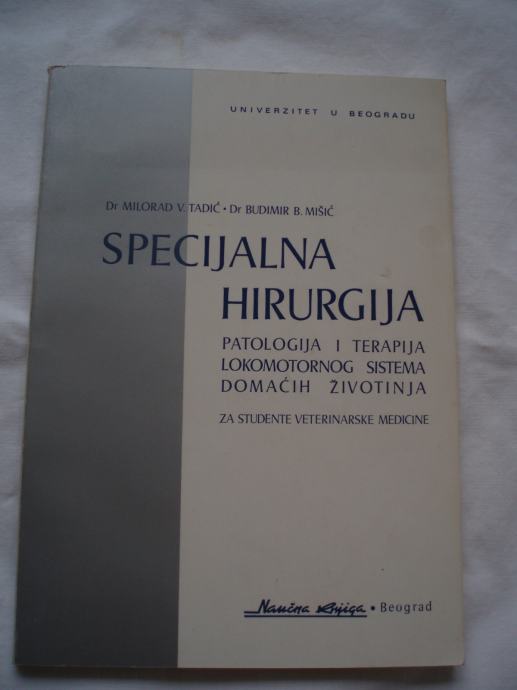 UNIVERZITET U BEOGRADU
Dr MILORAD V. TADIĆ • Dr BUDIMIR B. MIŠIĆ
SPECIJALNA
HIRURGIJA
PATOLOGIJA I TERAPIJA
LOKOMOTORNOG SISTEMA
DOMAĆIH ŽIVOTINJA
ZA STUDENTE VETERINARSKE MEDICINE
Naučna knjiga • Beograd